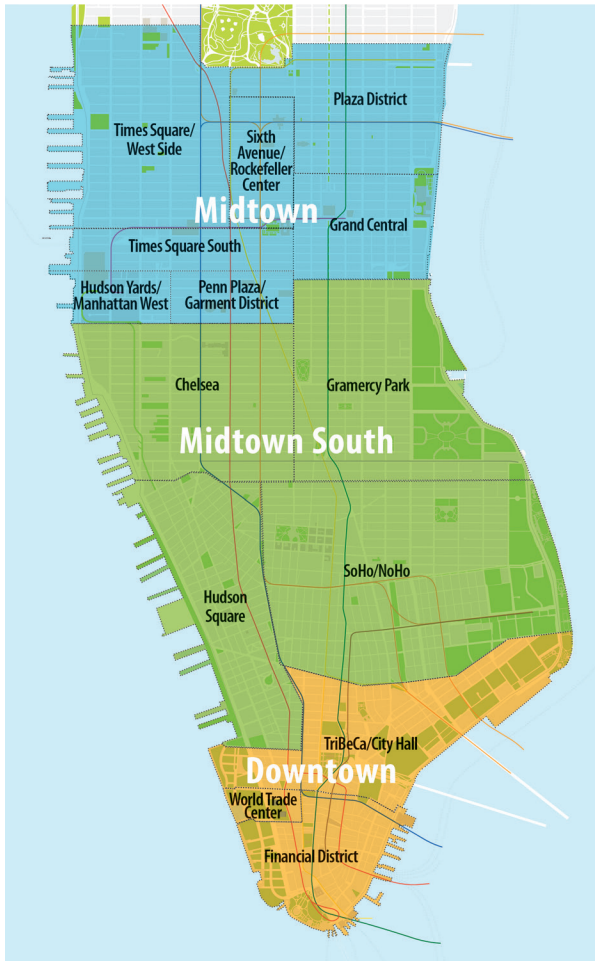 Plaza District
Times Square/
West Side
Sixth
Avenue/
Rockefeller
Center
Midtown
Grand Central
Times Square South
Hudson Yards/
Manhattan West
Penn Plaza/
Garment District
Chelsea
Gramercy Park
Midtown South
SoHo/NoHo
Hudson
Square
TriBeCa/City Hall
Downtown
World Trade
Center
Financial District